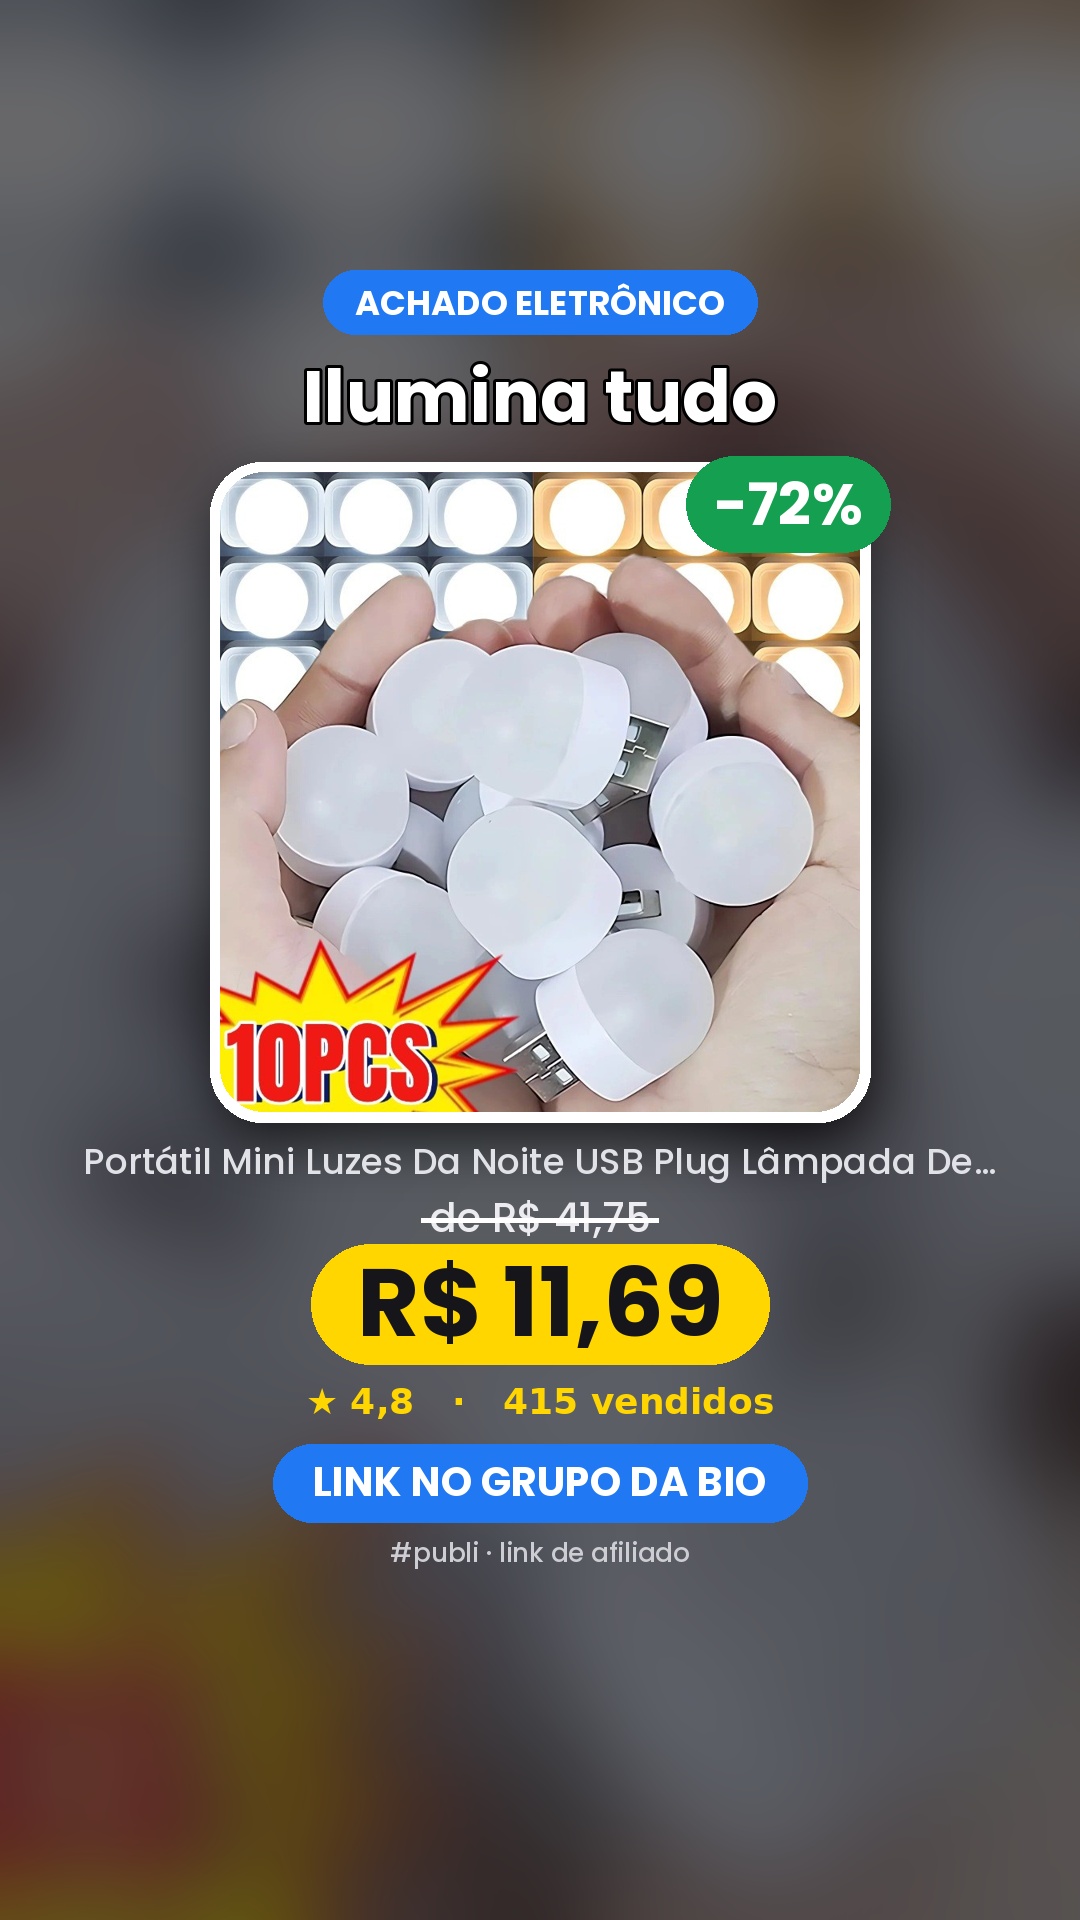 ACHADO ELETRÔNICO
Ilumina tudo
-72%
10PCS
Portátil Mini Luzes Da Noite USB Plug Lâmpada De...
de R$ 41,75
R$ 11,69
★ 4,8 · 415 vendidos
LINK NO GRUPO DA BIO
#publi · link de afiliado